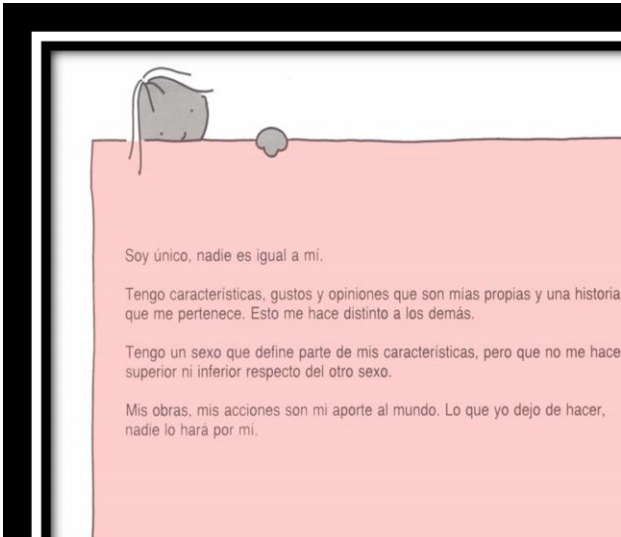 Soy único, nadie es igual a mí.
Tengo características, gustos y opiniones que son mías propias y una historia
que me pertenece. Esto me hace distinto a los demás.
Tengo un sexo que define parte de mis características, pero que no me hace
superior ni inferior respecto del otro sexo.
Mis obras, mis acciones son mi aporte al mundo. Lo que yo dejo de hacer,
nadie lo hará por mí.